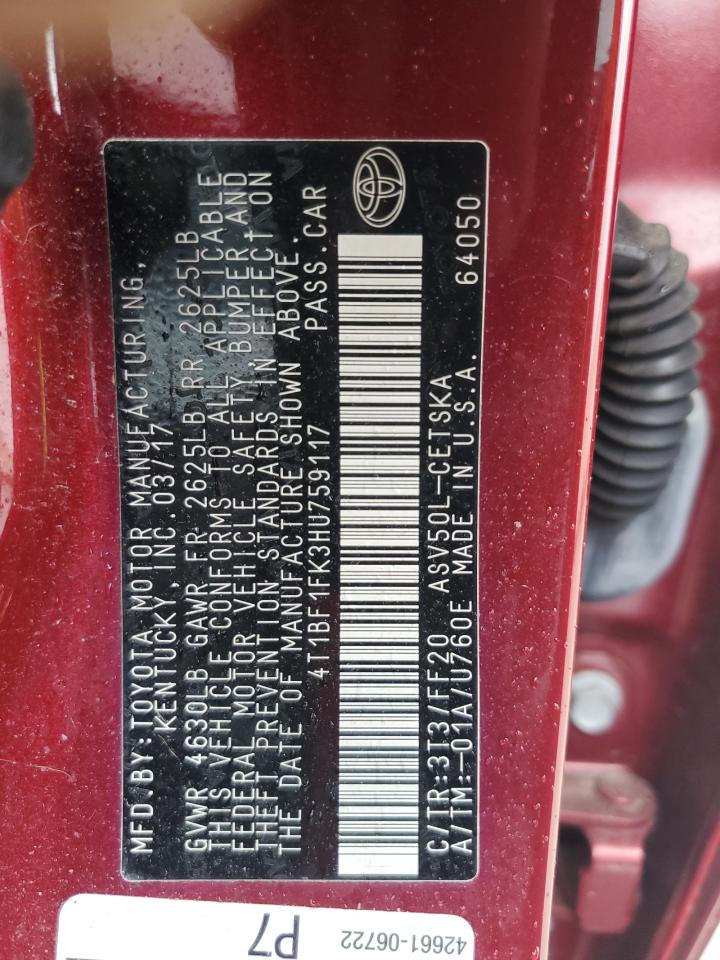 MFD.BY:TOYOTA MOTOR MANUFACTURING,
KENTUCKY, INC. 03/17
GVWR 4630LB GAWR FR 2625LB RR 2625LB
THIS VEHICLE CONFORMS TO ALL APPLICABLE
FEDERAL MOTOR VEHICLE SAFETY, BUMPER,AND
THEFT PREVENTION STANDARDS IN EFFECT ON
THE DATE OF MANUFACTURE SHOWN ABOVE.
4T1BF1FK3HU759117 PASS.CAR
C/TR:3T3/FF20 ASV50L-CETSKA 64050
A/TM:-01A/U760E MADE IN U.S.A.
P7
42661-06722